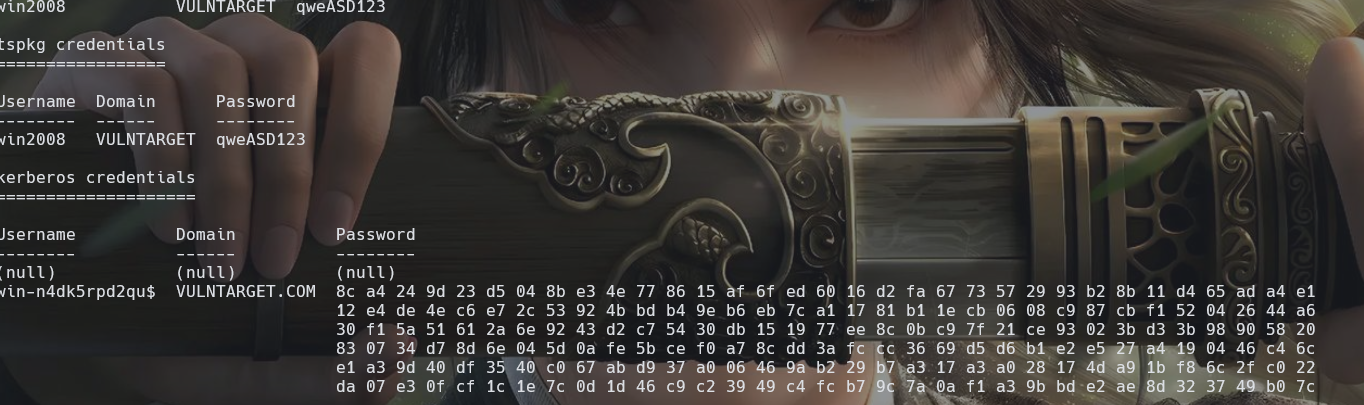 win2008 VULNTARGET qweASD123
tspkg credentials
=================
Username Domain Password
-------- ------ --------
win2008 VULNTARGET qweASD123
kerberos credentials
====================
Username Domain Password
-------- ------ --------
(null) (null) (null)
win-n4dk5rpd2qu$ VULNTARGET.COM 8c a4 24 9d 23 d5 04 8b e3 4e 77 86 15 af 6f ed 60 16 d2 fa 67 73 57 29 93 b2 8b 11 d4 65 ad a4 e1
12 e4 de 4e c6 e7 2c 53 92 4b bd b4 9e b6 eb 7c a1 17 81 b1 1e cb 06 08 c9 87 cb f1 52 04 26 44 a6
30 f1 5a 51 61 2a 6e 92 43 d2 c7 54 30 db 15 19 77 ee 8c 0b c9 7f 21 ce 93 02 3b d3 3b 98 90 58 20
83 07 34 d7 8d 6e 04 5d 0a fe 5b ce f0 a7 8c dd 3a fc cc 36 69 d5 d6 b1 e2 e5 27 a4 19 04 46 c4 6c
e1 a3 9d 40 df 35 40 c0 67 ab d9 37 a0 06 46 9a b2 29 b7 a3 17 a3 a0 28 17 4d a9 1b f8 6c 2f c0 22
da 07 e3 0f cf 1c 1e 7c 0d 1d 46 c9 c2 39 49 c4 fc b7 9c 7a 0a f1 a3 9b bd e2 ae 8d 32 37 49 b0 7c